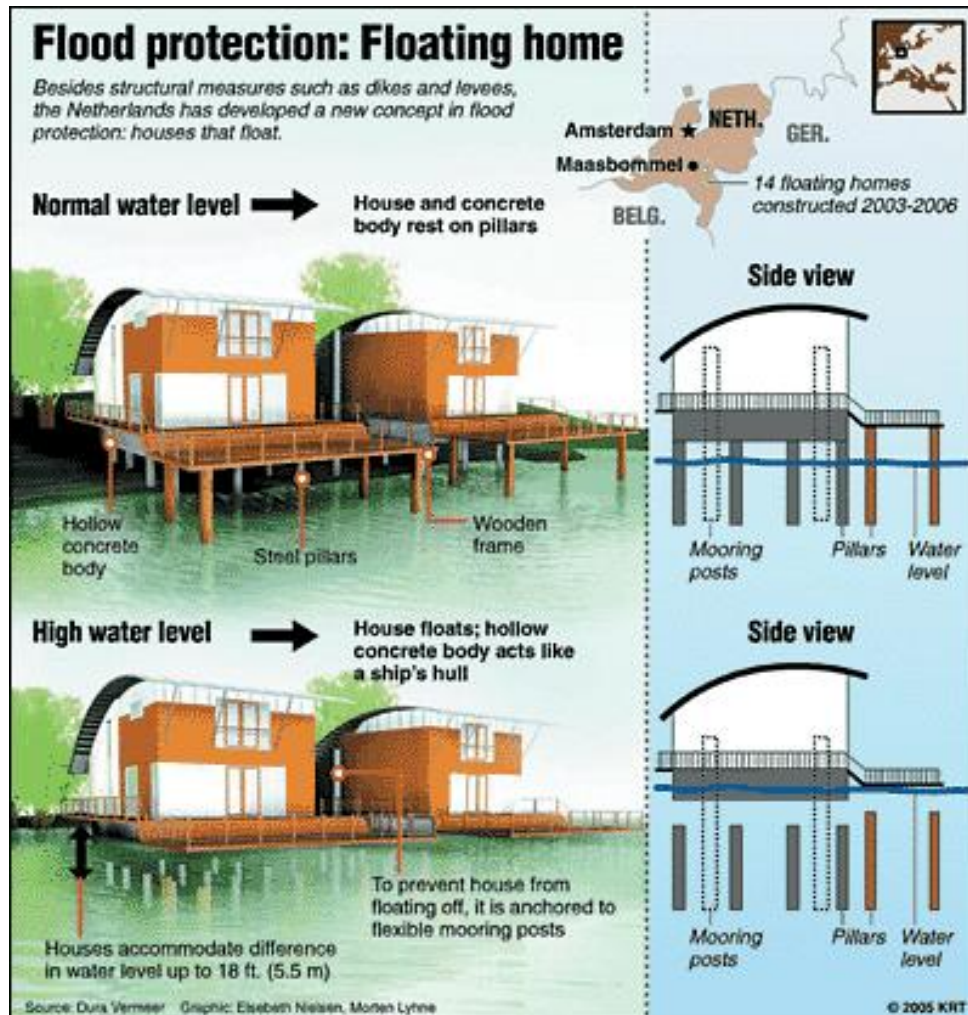 Flood protection: Floating home
Besides structural measures such as dikes and levees,
the Netherlands has developed a new concept in flood
protection: houses that float.
NETH.
Amsterdam
GER.
Maasbommel
14 floating homes
constructed 2003-2006
BELG.
Normal water level
House and concrete
body rest on pillars
Hollow
concrete
body
Steel pillars
Wooden
frame
Side view
Mooring
posts
Pillars
Water
level
High water level
House floats; hollow
concrete body acts like
a ship's hull
To prevent house from
floating off, it is anchored to
flexible mooring posts
Houses accommodate difference
in water level up to 18 ft. (5.5 m)
Side view
Mooring
posts
Pillars
Water
level
Source: Dura Vermeer Graphic: Elsebeth Nielsen, Morten Lyhne
© 2005 KRT